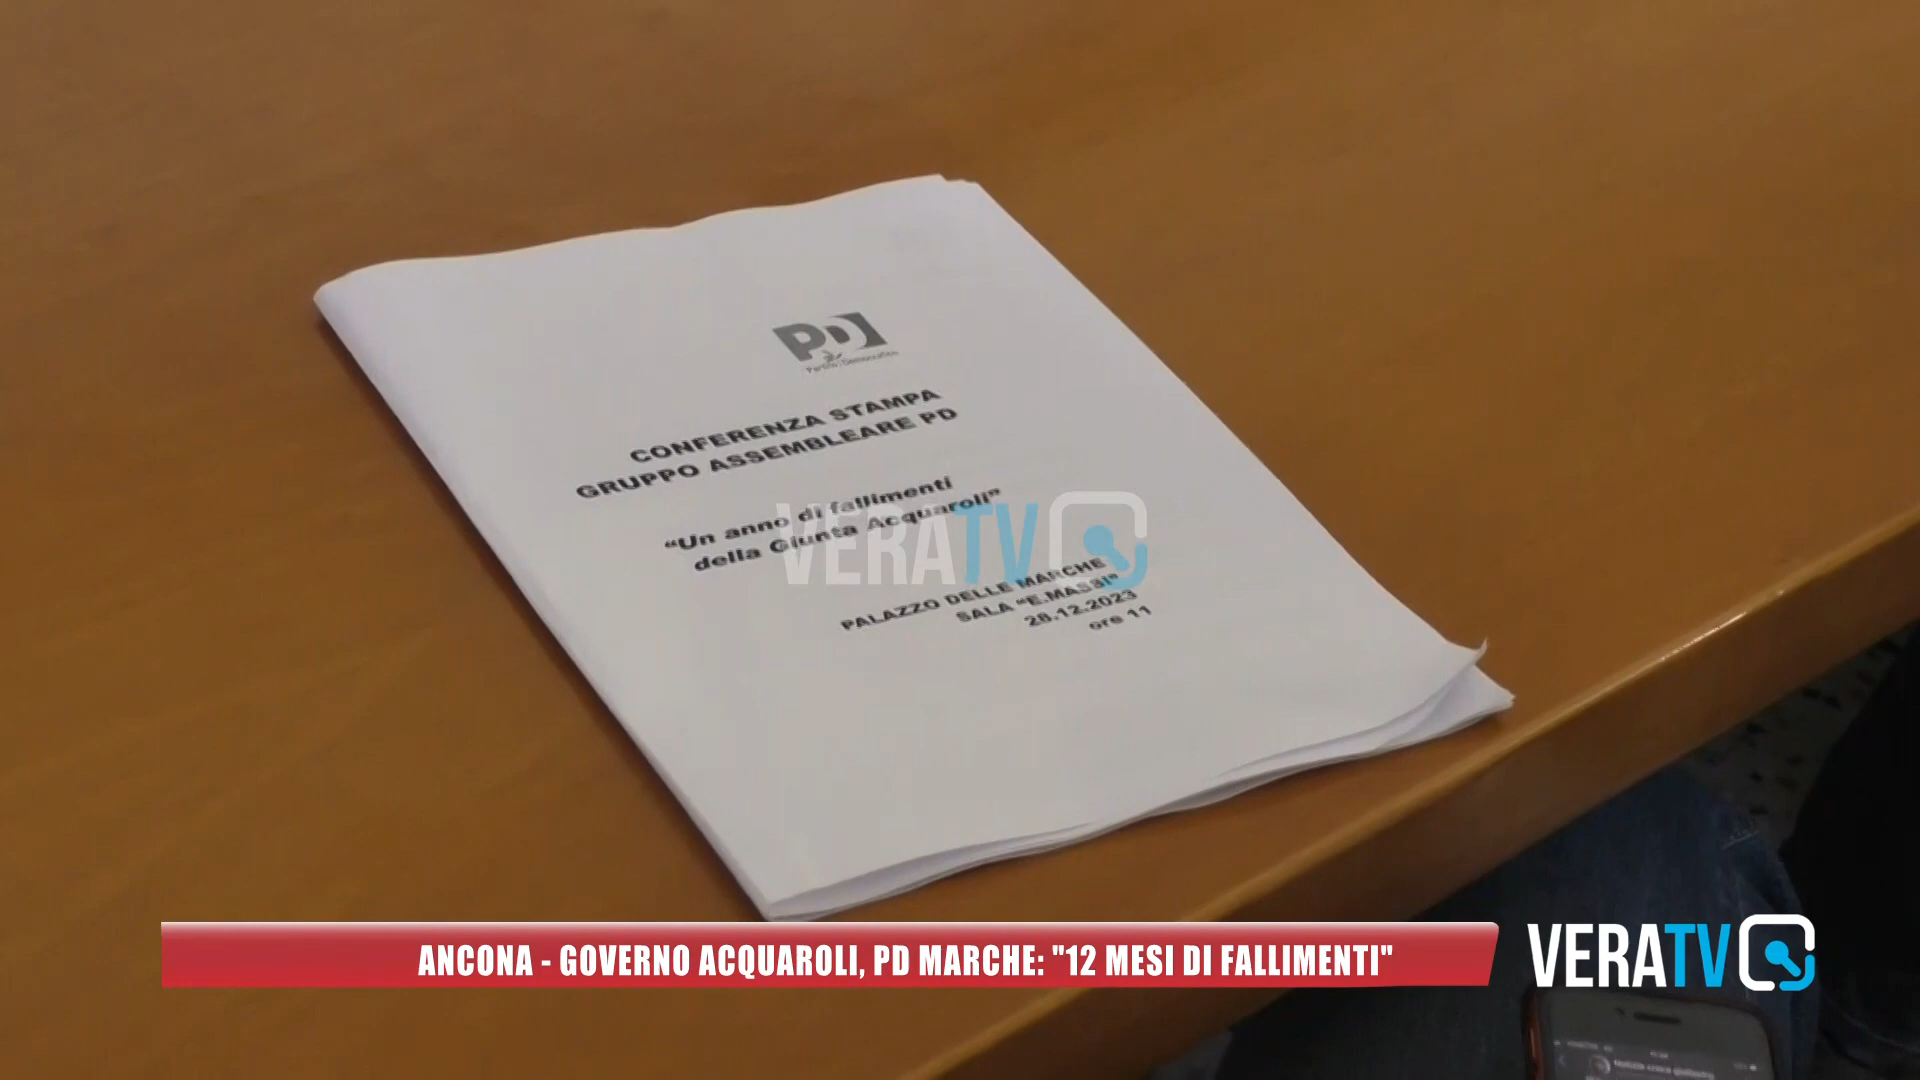 PD
Partito Democratico
CONFERENZA STAMPA
GRUPPO ASSEMBLEARE PD
“Un anno di fallimenti
della Giunta Acquaroli”
VERATV
PALAZZO DELLE MARCHE
SALA “E.MASSI”
28.12.2023
ore 11
ANCONA - GOVERNO ACQUAROLI, PD MARCHE: "12 MESI DI FALLIMENTI"
VERATV